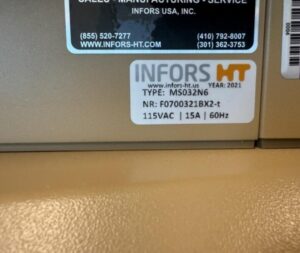 SALES - MANUFACTURING - SERVICE
INFORS USA, INC.
(855) 520-7277 (410) 792-8007
WWW.INFORS-HT.COM (301) 362-3753
INFORS HT
www.infors-ht.us YEAR: 2021
TYPE: MS032N6
NR: F0700321BX2-t
115VAC | 15A | 60Hz